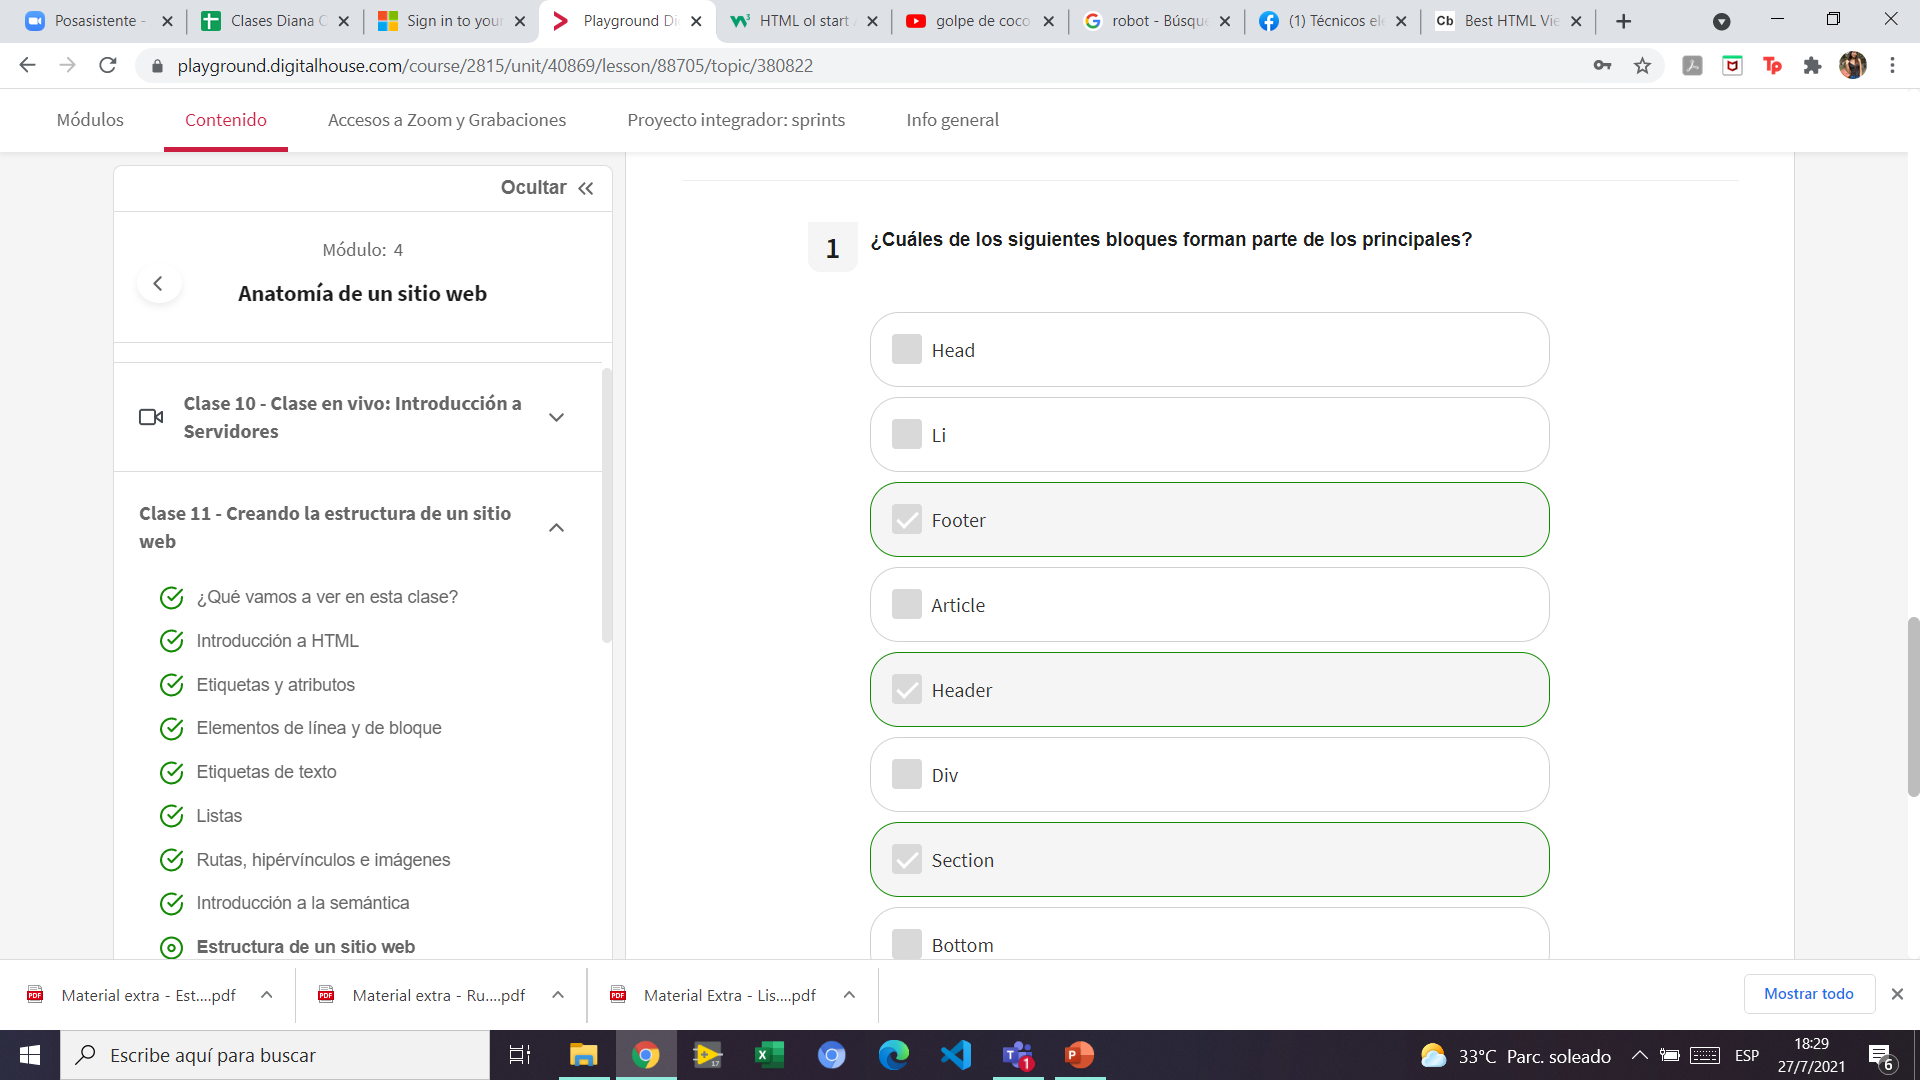 Posasistente -
Clases Diana C
Sign in to your
Playground Di
HTML ol start
golpe de coco
robot - Búsqu
(1) Técnicos el
Cb Best HTML Vie
playground.digitalhouse.com/course/2815/unit/40869/lesson/88705/topic/380822
Módulos
Contenido
Accesos a Zoom y Grabaciones
Proyecto integrador: sprints
Info general
Ocultar
Módulo: 4
Anatomía de un sitio web
Clase 10 - Clase en vivo: Introducción a
Servidores
Clase 11 - Creando la estructura de un sitio
web
¿Qué vamos a ver en esta clase?
Introducción a HTML
Etiquetas y atributos
Elementos de línea y de bloque
Etiquetas de texto
Listas
Rutas, hipérvínculos e imágenes
Introducción a la semántica
Estructura de un sitio web
1
¿Cuáles de los siguientes bloques forman parte de los principales?
Head
Li
Footer
Article
Header
Div
Section
Bottom
Material extra - Est....pdf
Material extra - Ru....pdf
Material Extra - Lis....pdf
Mostrar todo
Escribe aquí para buscar
33°C Parc. soleado
ESP
18:29
27/7/2021
6